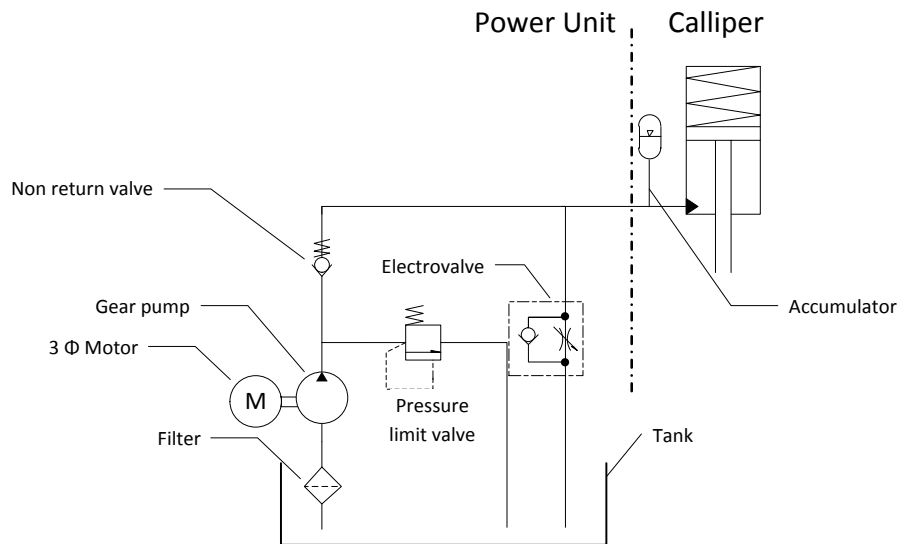 Power Unit
Calliper
Non return valve
Electrovalve
Gear pump
Accumulator
3 Φ Motor
M
Pressure
limit valve
Filter
Tank